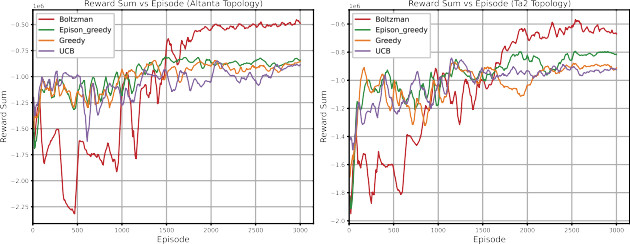 Reward Sum vs Episode (Altanta Topology)
1e6
Boltzman
Epison_greedy
Greedy
UCB
−0.50
−0.75
−1.00
−1.25
−1.50
−1.75
−2.00
−2.25
Reward Sum
0 500 1000 1500 2000 2500 3000
Episode
Reward Sum vs Episode (Ta2 Topology)
1e6
Boltzman
Epison_greedy
Greedy
UCB
−0.6
−0.8
−1.0
−1.2
−1.4
−1.6
−1.8
−2.0
Reward Sum
0 500 1000 1500 2000 2500 3000
Episode